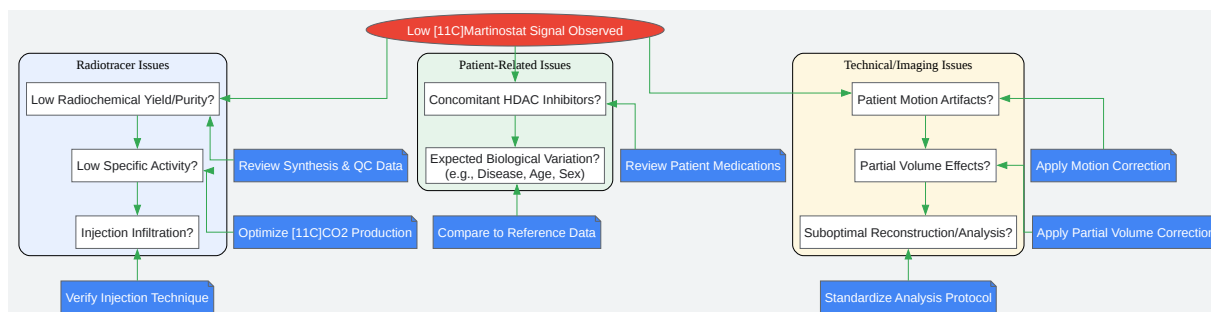 Low [11C]Martinostat Signal Observed
Radiotracer Issues
Patient-Related Issues
Technical/Imaging Issues
Low Radiochemical Yield/Purity?
Concomitant HDAC Inhibitors?
Patient Motion Artifacts?
Low Specific Activity?
Review Synthesis & QC Data
Expected Biological Variation?
(e.g., Disease, Age, Sex)
Review Patient Medications
Partial Volume Effects?
Apply Motion Correction
Injection Infiltration?
Optimize [11C]CO2 Production
Compare to Reference Data
Suboptimal Reconstruction/Analysis?
Apply Partial Volume Correction
Verify Injection Technique
Standardize Analysis Protocol